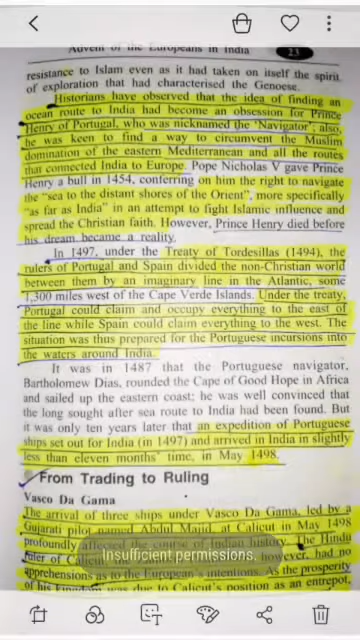 Advent of the Europeans in India 23
resistance to Islam even as it had taken on itself the spirit
of exploration that had characterised the Genoese.
Historians have observed that the idea of finding an
ocean route to India had become an obsession for Prince
Henry of Portugal, who was nicknamed the 'Navigator'; also,
he was keen to find a way to circumvent the Muslim
domination of the eastern Mediterranean and all the routes
that connected India to Europe. Pope Nicholas V gave Prince
Henry a bull in 1454, conferring on him the right to navigate
the "sea to the distant shores of the Orient", more specifically
"as far as India" in an attempt to fight Islamic influence and
spread the Christian faith. However, Prince Henry died before
his dream became a reality.
In 1497, under the Treaty of Tordesillas (1494), the
rulers of Portugal and Spain divided the non-Christian world
between them by an imaginary line in the Atlantic, some
1,300 miles west of the Cape Verde Islands. Under the treaty,
Portugal could claim and occupy everything to the east of
the line while Spain could claim everything to the west. The
situation was thus prepared for the Portuguese incursions into
the waters around India.
It was in 1487 that the Portuguese navigator,
Bartholomew Dias, rounded the Cape of Good Hope in Africa
and sailed up the eastern coast; he was well convinced that
the long sought after sea route to India had been found. But
it was only ten years later that an expedition of Portuguese
ships set out for India (in 1497) and arrived in India in slightly
less than eleven months' time, in May 1498.
From Trading to Ruling
Vasco Da Gama
The arrival of three ships under Vasco Da Gama, led by a
Gujarati pilot named Abdul Majid, at Calicut in May 1498
profoundly affected the course of Indian history. The Hindu
ruler of Calicut, the however, had no
Insufficient permissions.
apprehensions as to the European's intentions. As the prosperity
of his kingdom was due to Calicut's position as an entrepot,